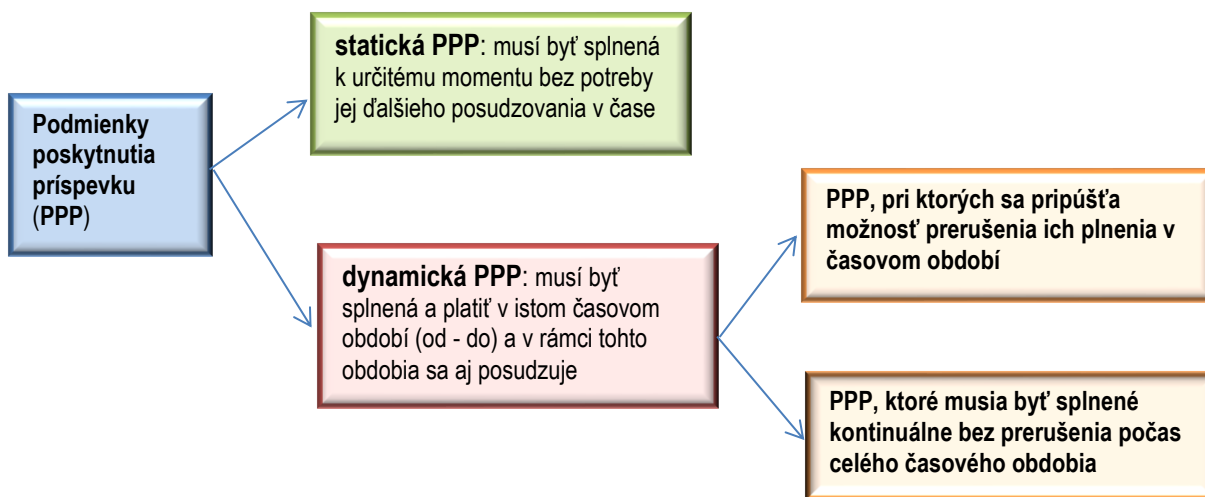 statická PPP: musí byť splnená
k určitému momentu bez potreby
jej ďalšieho posudzovania v čase
Podmienky
poskytnutia
príspevku
(PPP)
PPP, pri ktorých sa pripúšťa
možnosť prerušenia ich plnenia v
časovom období
dynamická PPP: musí byť
splnená a platiť v istom časovom
období (od - do) a v rámci tohto
obdobia sa aj posudzuje
PPP, ktoré musia byť splnené
kontinuálne bez prerušenia počas
celého časového obdobia